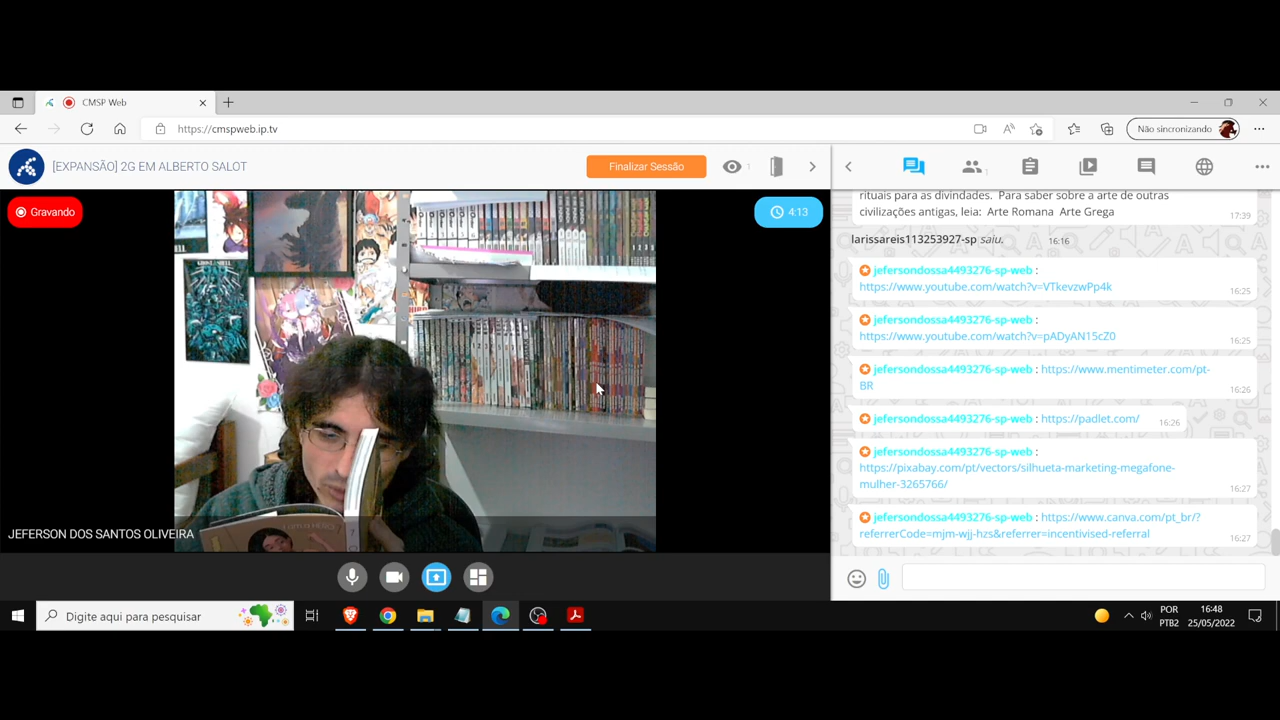 CMSP Web
https://cmspweb.ip.tv
Não sincronizando
[EXPANSÃO] 2G EM ALBERTO SALOT
Finalizar Sessão
1
1
Gravando
4:13
JEFERSON DOS SANTOS OLIVEIRA
rituais para as divindades. Para saber sobre a arte de outras
civilizações antigas, leia: Arte Romana Arte Grega
17:39
larissareis113253927-sp saiu. 16:16
jefersondossa4493276-sp-web :
https://www.youtube.com/watch?v=VTkevzwPp4k
16:25
jefersondossa4493276-sp-web :
https://www.youtube.com/watch?v=pADyAN15cZ0
16:25
jefersondossa4493276-sp-web : https://www.mentimeter.com/pt-
BR
16:26
jefersondossa4493276-sp-web : https://padlet.com/ 16:26
jefersondossa4493276-sp-web :
https://pixabay.com/pt/vectors/silhueta-marketing-megafone-
mulher-3265766/
16:27
jefersondossa4493276-sp-web : https://www.canva.com/pt_br/?
referrerCode=mjm-wjj-hzs&referrer=incentivised-referral
16:27
Digite aqui para pesquisar
POR
PTB2
16:48
25/05/2022